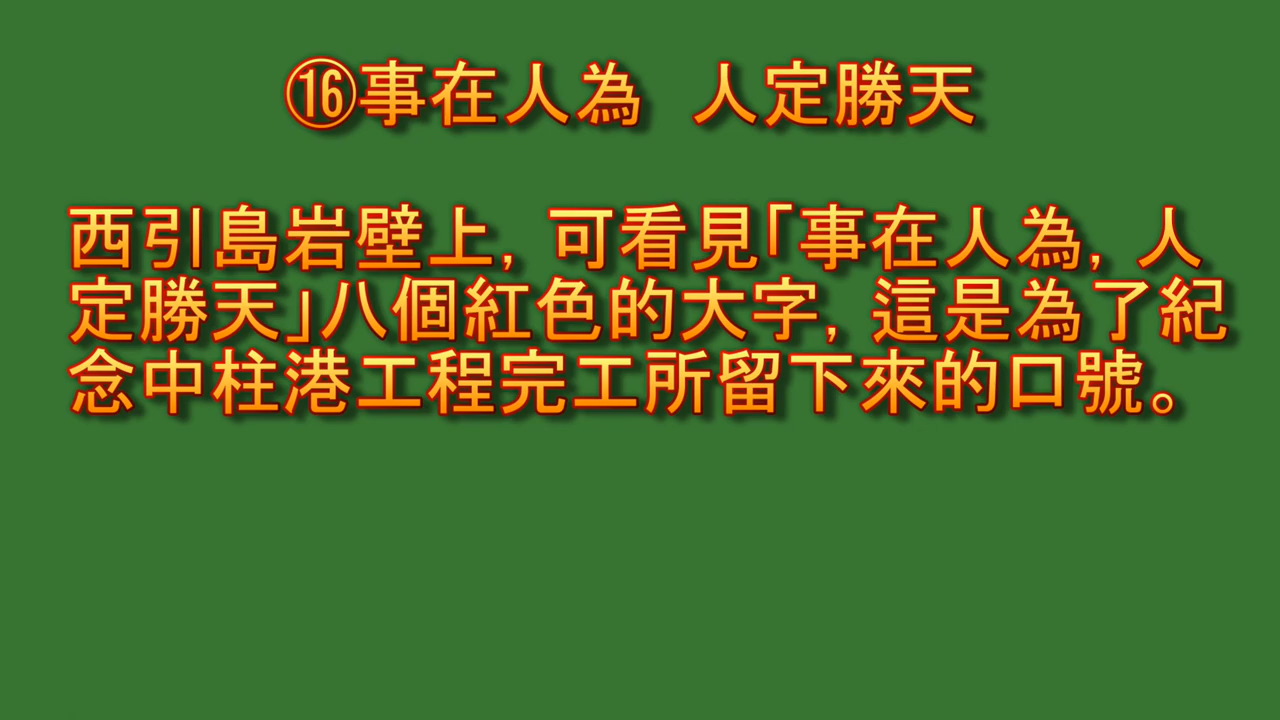 ⑯事在人為　人定勝天
西引島岩壁上，可看見「事在人為，人
定勝天」八個紅色的大字，這是為了紀
念中柱港工程完工所留下來的口號。